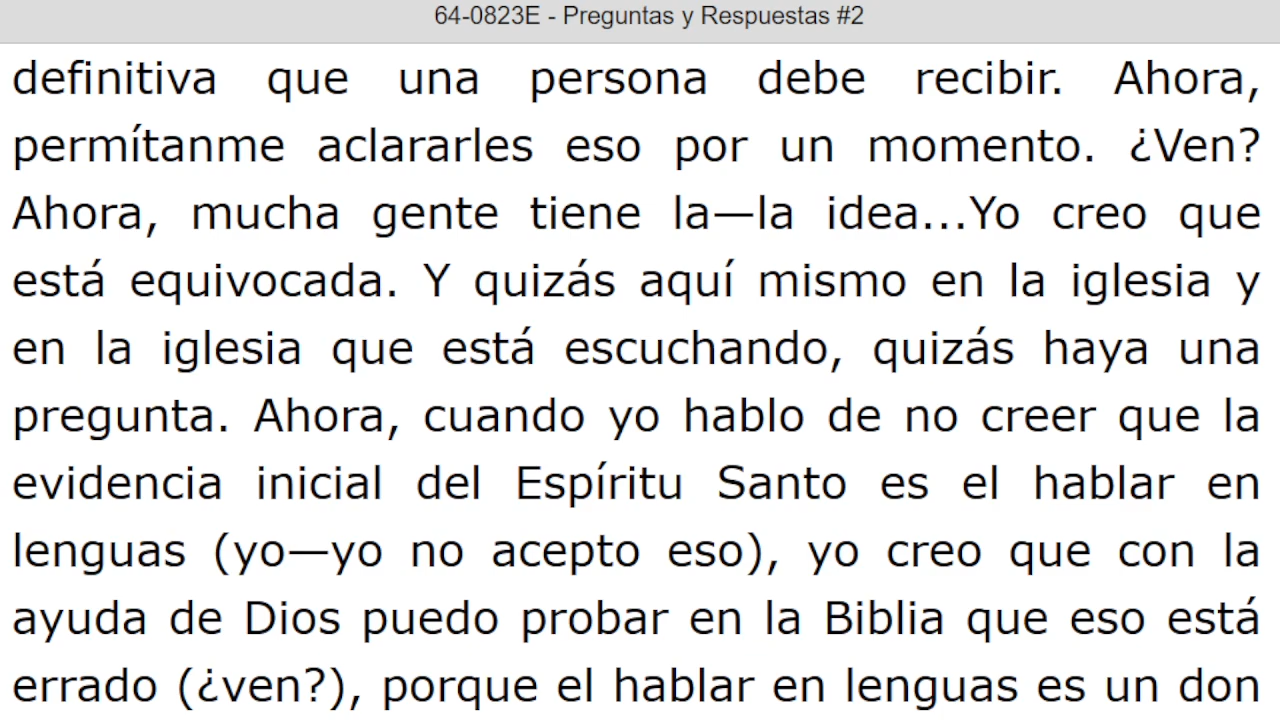 64-0823E - Preguntas y Respuestas #2
definitiva que una persona debe recibir. Ahora,
permítanme aclararles eso por un momento. ¿Ven?
Ahora, mucha gente tiene la—la idea...Yo creo que
está equivocada. Y quizás aquí mismo en la iglesia y
en la iglesia que está escuchando, quizás haya una
pregunta. Ahora, cuando yo hablo de no creer que la
evidencia inicial del Espíritu Santo es el hablar en
lenguas (yo—yo no acepto eso), yo creo que con la
ayuda de Dios puedo probar en la Biblia que eso está
errado (¿ven?), porque el hablar en lenguas es un don